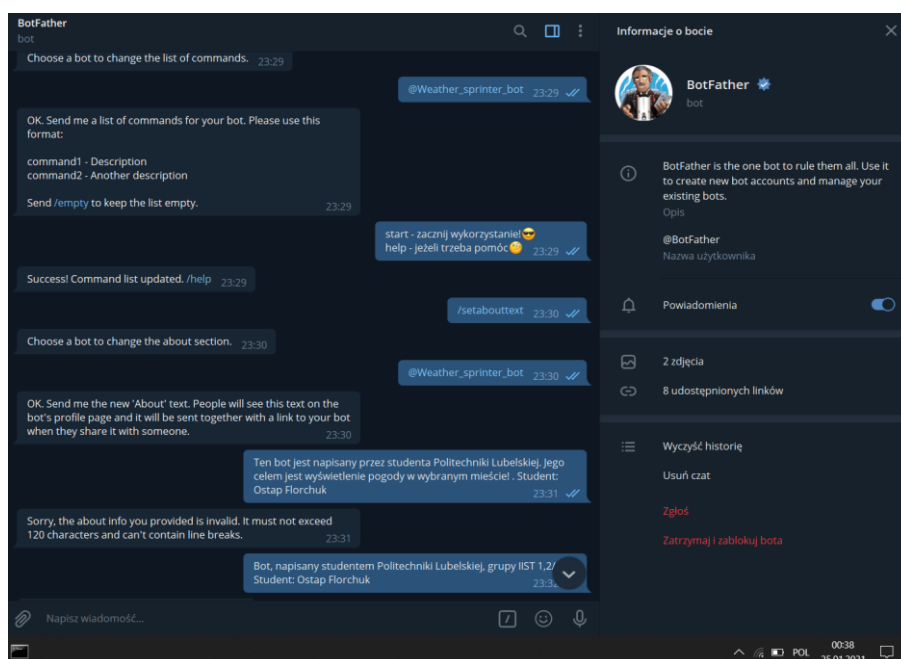 BotFather
bot
Choose a bot to change the list of commands. 23:29
@Weather_sprinter_bot 23:29
OK. Send me a list of commands for your bot. Please use this
format:
command1 - Description
command2 - Another description
Send /empty to keep the list empty. 23:29
start - zacznij wykorzystanie!😎
help - jeżeli trzeba pomóc🧐 23:29
Success! Command list updated. /help 23:29
/setabouttext 23:30
Choose a bot to change the about section. 23:30
@Weather_sprinter_bot 23:30
OK. Send me the new 'About' text. People will
see this text on the
bot's profile page and it will be sent together with a link to your bot
when they share it with someone. 23:30
Ten bot jest napisany przez studenta Politechniki Lubelskiej. Jego
celem jest wyświetlenie pogody w wybranym mieście! . Student:
Ostap Florchuk 23:31
Sorry, the about info you provided is invalid. It must not exceed
120 characters and can't contain line breaks. 23:31
Bot, napisany studentem Politechniki Lubelskiej, grupy IIST 1,2/
Student: Ostap Florchuk 23:32
Napisz wiadomość...
Informacje o bocie
BotFather
bot
BotFather is the one bot to rule them all. Use it
to create new bot accounts and manage your
existing bots.
Opis
@BotFather
Nazwa użytkownika
Powiadomienia
2 zdjęcia
8 udostępnionych linków
Wyczyść historię
Usuń czat
Zgłoś
Zatrzymaj i zablokuj bota
POL
00:38
25.01.2021